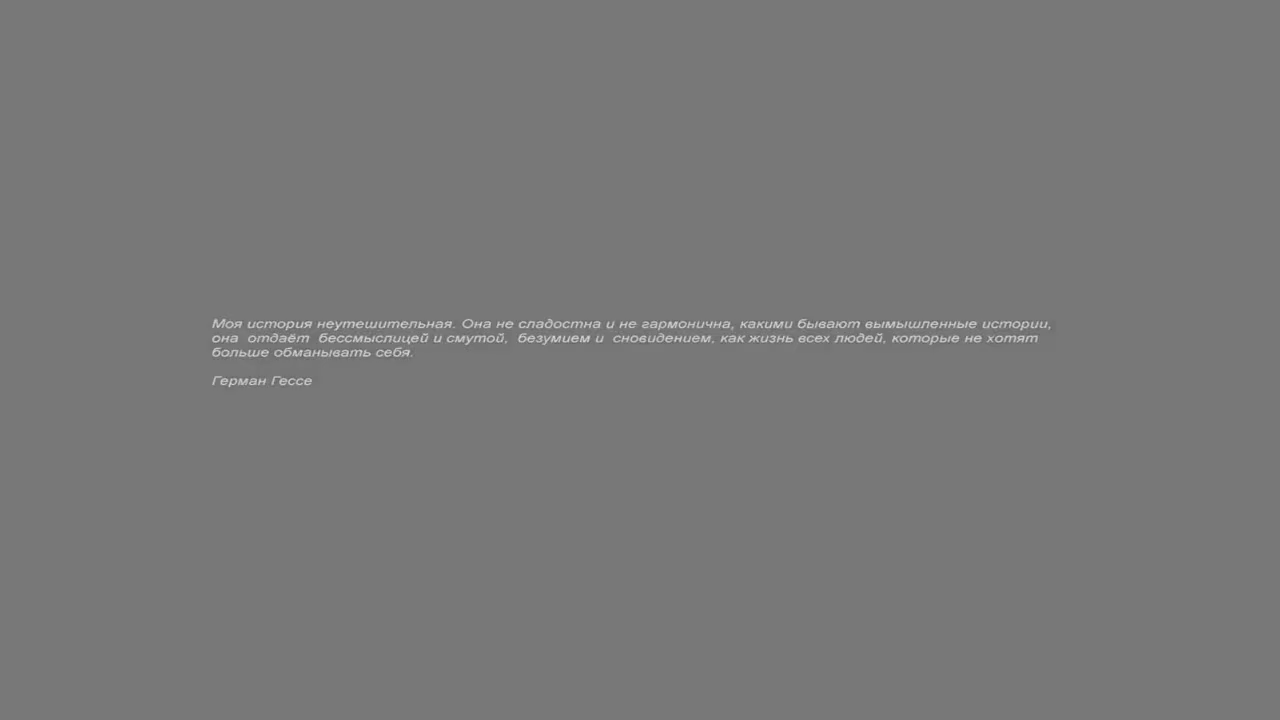 Моя история неутешительная. Она не сладостна и не гармонична, какими бывают вымышленные истории,
она отдаёт бессмыслицей и смутой, безумием и сновидением, как жизнь всех людей, которые не хотят
больше обманывать себя.
Герман Гессе